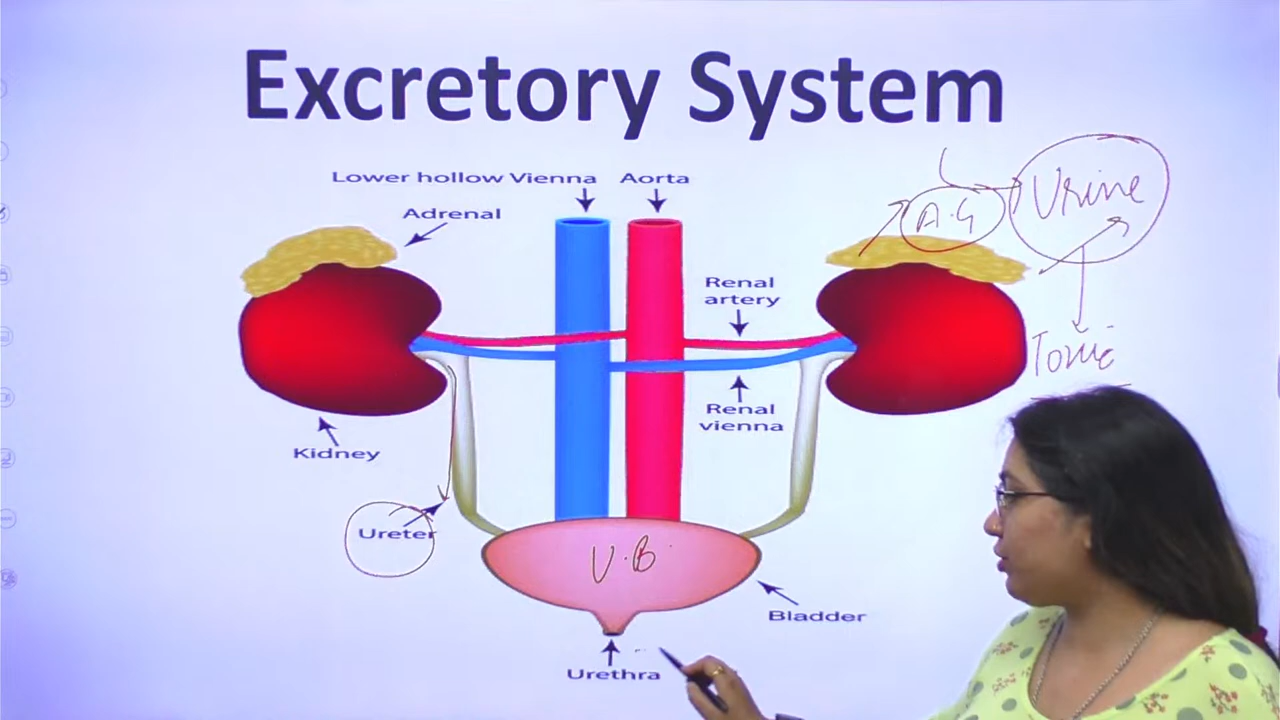 Excretory System
Lower hollow Vienna
Aorta
Adrenal
A.G
Urine
Renal
artery
Toxic
Renal
vienna
Kidney
Ureter
U.B.
Bladder
Urethra